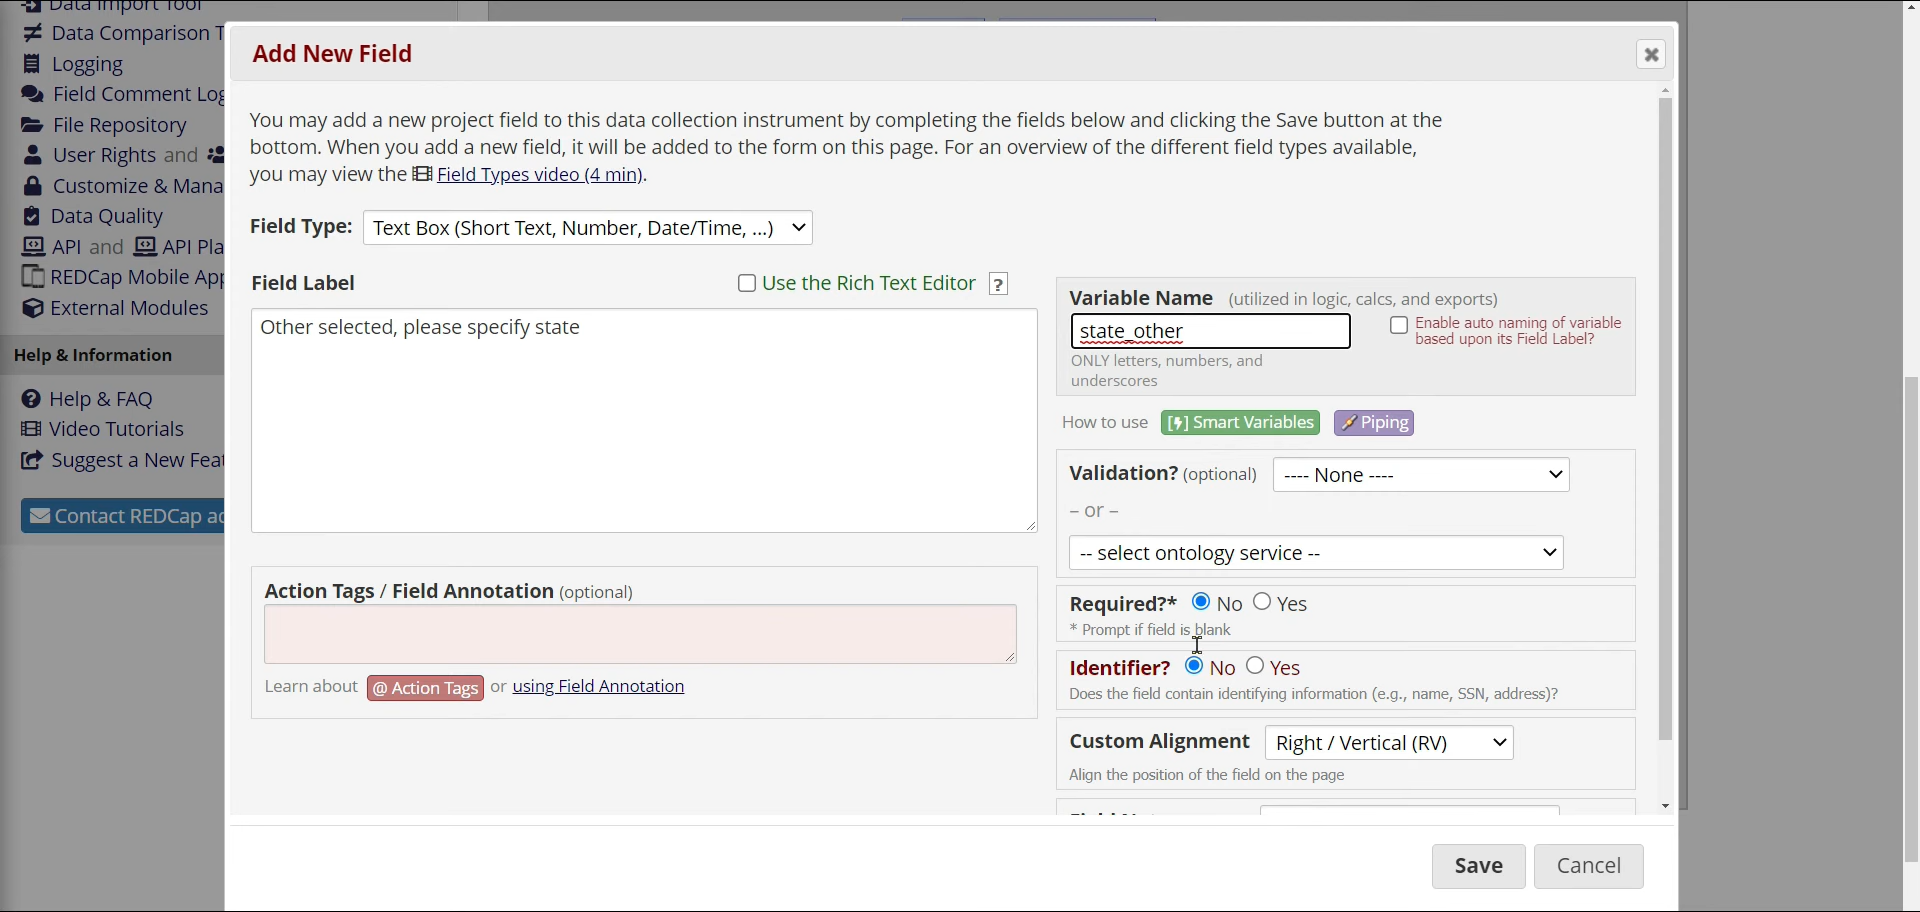 Data Import Tool
Data Comparison T
Logging
Field Comment Log
File Repository
User Rights and
Customize & Mana
Data Quality
API and API Pla
REDCap Mobile App
External Modules
Help & Information
Help & FAQ
Video Tutorials
Suggest a New Feat
Contact REDCap ad
Add New Field
You may add a new project field to this data collection instrument by completing the fields below and clicking the Save button at the
bottom. When you add a new field, it will be added to the form on this page. For an overview of the different field types available,
you may view the Field Types video (4 min).
Field Type: Text Box (Short Text, Number, Date/Time, ...)
Field Label Use the Rich Text Editor ?
Other selected, please specify state
Action Tags / Field Annotation (optional)
Learn about @ Action Tags or using Field Annotation
Variable Name (utilized in logic, calcs, and exports)
state_other
Enable auto naming of variable
based upon its Field Label?
ONLY letters, numbers, and
underscores
How to use [⚡] Smart Variables Piping
Validation? (optional) ---- None ----
– or –
-- select ontology service --
Required?* No Yes
* Prompt if field is blank
Identifier? No Yes
Does the field contain identifying information (e.g., name, SSN, address)?
Custom Alignment Right / Vertical (RV)
Align the position of the field on the page
Save Cancel